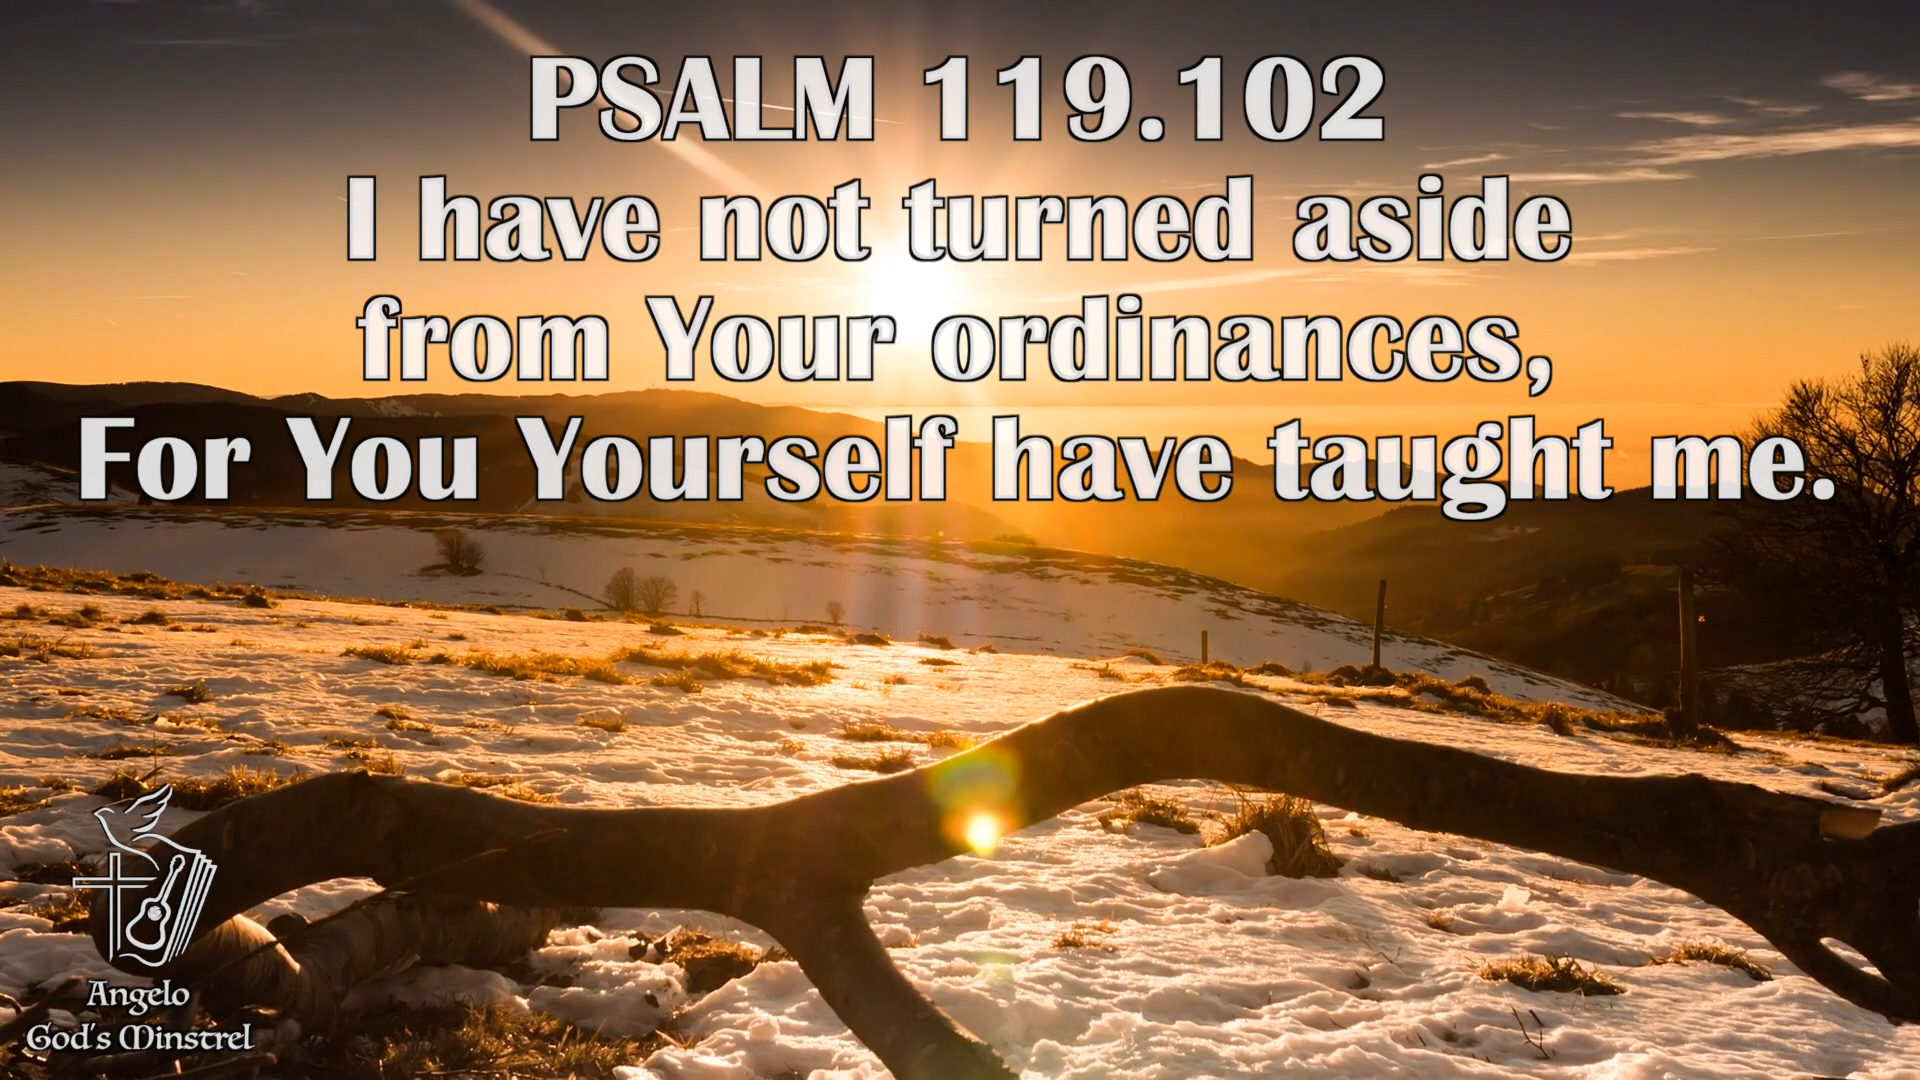 PSALM 119.102
I have not turned aside
from Your ordinances,
For You Yourself have taught me.
Angelo
God's Minstrel